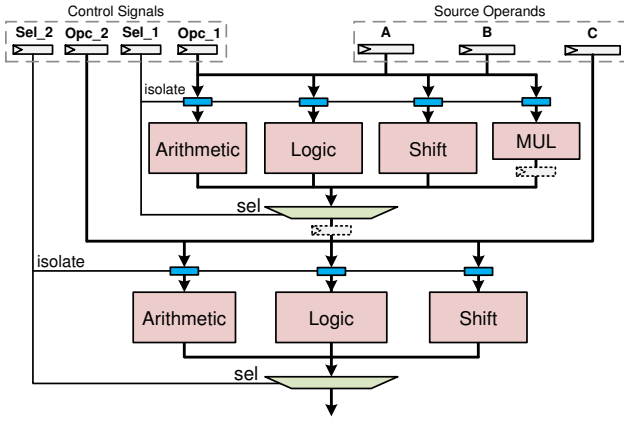 Control Signals Source Operands
Sel_2 Opc_2 Sel_1 Opc_1 A B C
isolate
Arithmetic Logic Shift MUL
sel
isolate
Arithmetic Logic Shift
sel